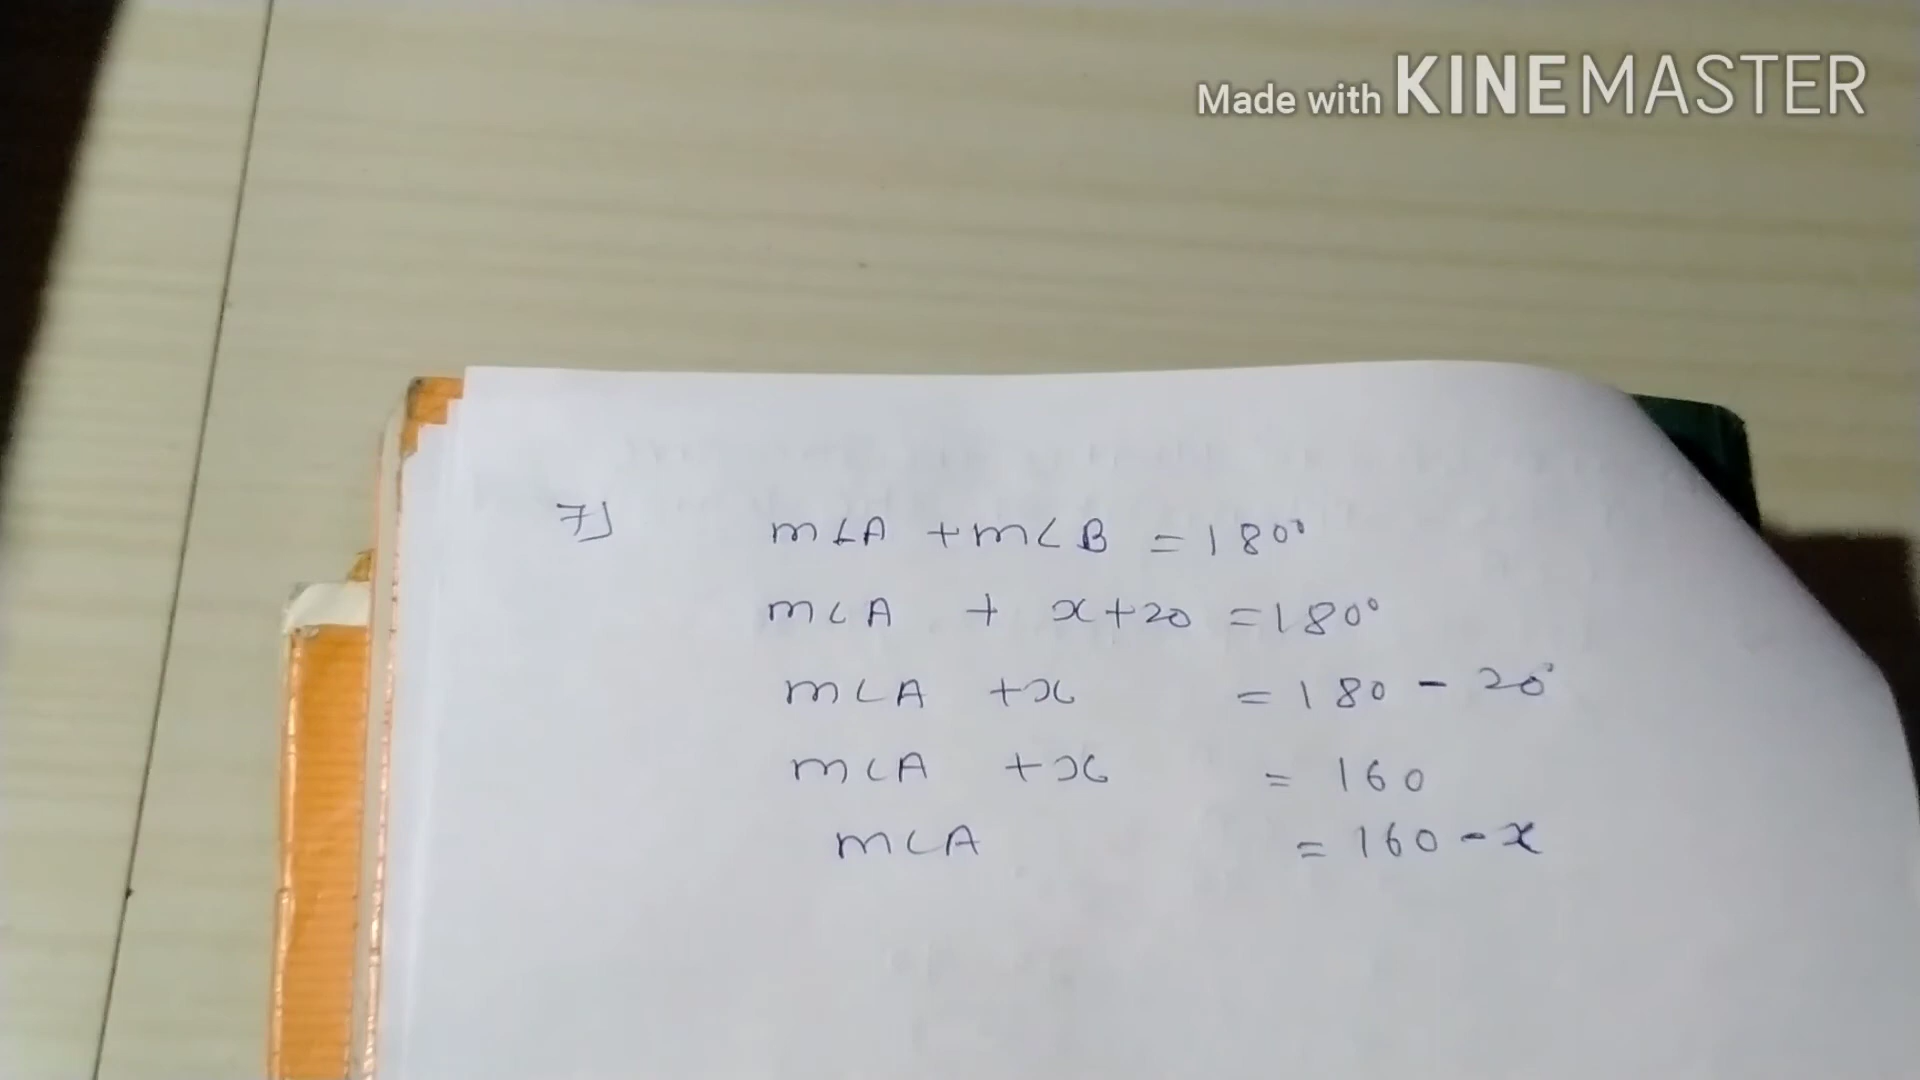 Made with KINEMASTER
7) m∠A + m∠B = 180°
m∠A + x+20 = 180°
m∠A +x = 180 - 20°
m∠A +x = 160
m∠A = 160 - x